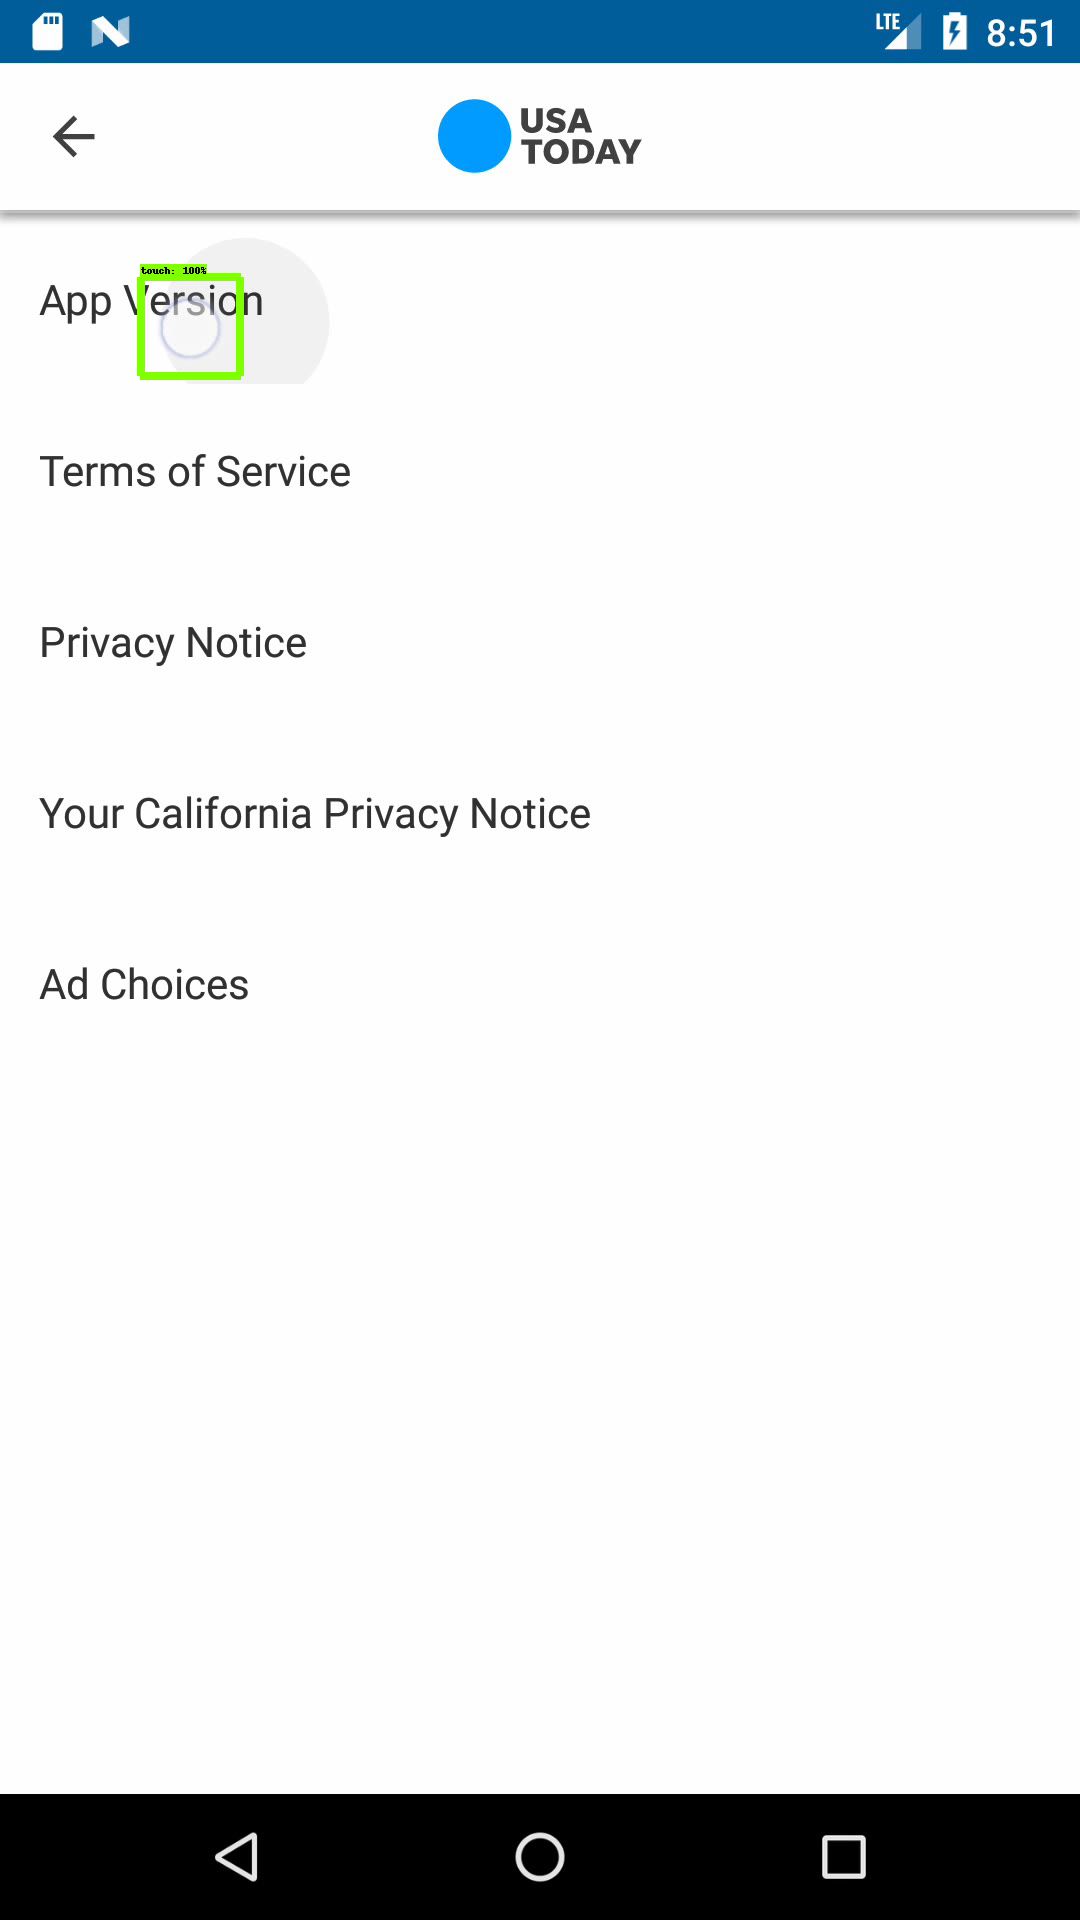 LTE 8:51
USA
TODAY
touch: 100%
App Version
Terms of Service
Privacy Notice
Your California Privacy Notice
Ad Choices